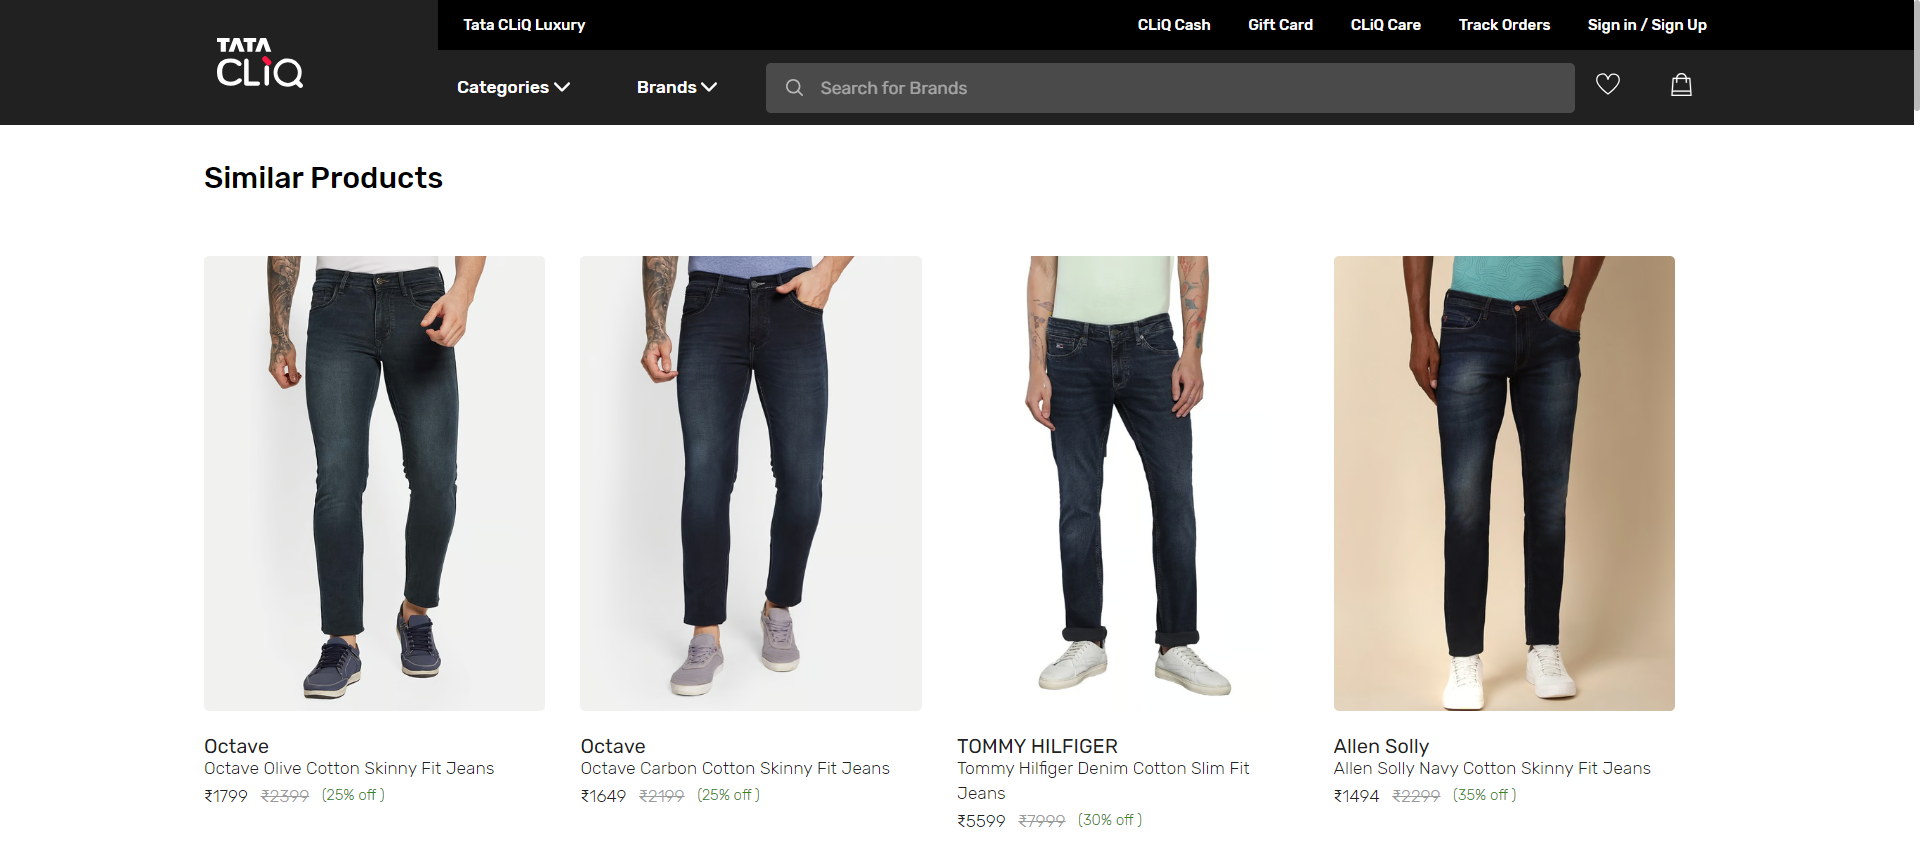 Tata CLiQ Luxury
CLiQ Cash
Gift Card
CLiQ Care
Track Orders
Sign in / Sign Up
TATA
CLiQ
Categories
Brands
Search for Brands
Similar Products
Octave
Octave Olive Cotton Skinny Fit Jeans
₹1799 ₹2399 (25% off )
Octave
Octave Carbon Cotton Skinny Fit Jeans
₹1649 ₹2199 (25% off )
TOMMY HILFIGER
Tommy Hilfiger Denim Cotton Slim Fit
Jeans
₹5599 ₹7999 (30% off )
Allen Solly
Allen Solly Navy Cotton Skinny Fit Jeans
₹1494 ₹2299 (35% off )